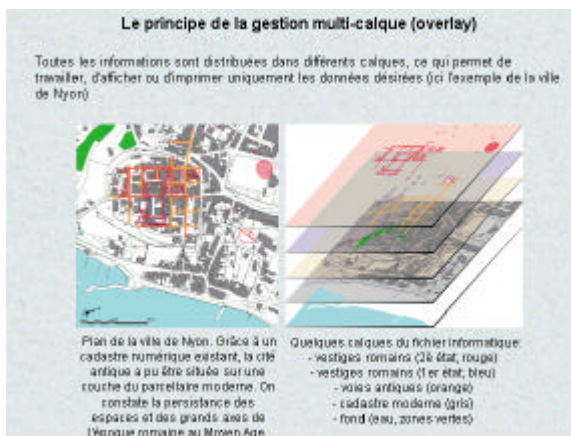 Le principe de la gestion multi-calque (overlay)
Toutes les informations sont distribuées dans différents calques, ce qui permet de
travailler, d'afficher ou d'imprimer uniquement les données désirées (ici l'exemple de la ville
de Nyon)
Plan de la ville de Nyon. Grâce à un
cadastre numérique existant, la cité
antique a pu être située sur une
couche du parcellaire moderne. On
constate la persistance des
espaces et des grands axes de
l'époque romaine au Moyen Age.
Quelques calques du fichier informatique:
- vestiges romains (2è état; rouge)
- vestiges romains (1er état; bleu)
- voies antiques (orange)
- cadastre moderne (gris)
- fond (eau, zones vertes)